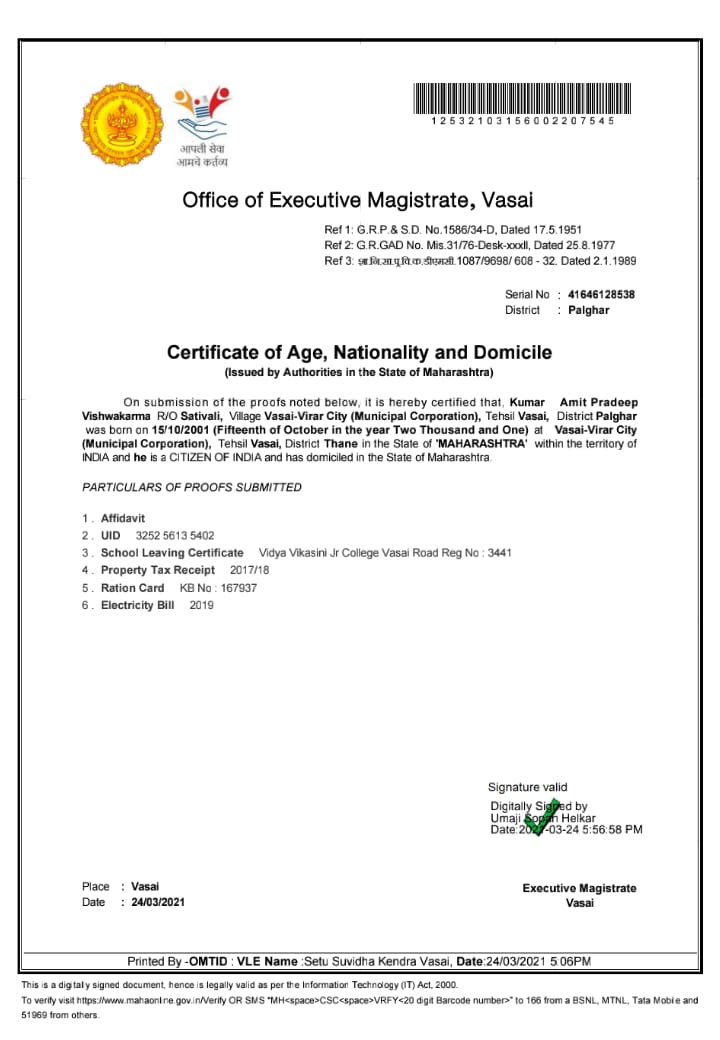 आपली सेवा
आमचे कर्तव्य
12532103156002207545
Office of Executive Magistrate, Vasai
Ref 1: G.R.P.& S.D. No.1586/34-D, Dated 17.5.1951
Ref 2: G.R.GAD No. Mis.31/76-Desk-xxxII, Dated 25.8.1977
Ref 3: ज्ञा.नि.सा.पू.वि.क.डीएमसी.1087/9698/ 608 - 32, Dated 2.1.1989
Serial No : 41646128538
District : Palghar
Certificate of Age, Nationality and Domicile
(Issued by Authorities in the State of Maharashtra)
On submission of the proofs noted below, it is hereby certified that, Kumar Amit Pradeep
Vishwakarma R/O Sativali, Village Vasai-Virar City (Municipal Corporation), Tehsil Vasai, District Palghar
was born on 15/10/2001 (Fifteenth of October in the year Two Thousand and One) at Vasai-Virar City
(Municipal Corporation), Tehsil Vasai, District Thane in the State of 'MAHARASHTRA' within the territory of
INDIA and he is a CITIZEN OF INDIA and has domiciled in the State of Maharashtra.
PARTICULARS OF PROOFS SUBMITTED
1 . Affidavit
2 . UID 3252 5613 5402
3 . School Leaving Certificate Vidya Vikasini Jr College Vasai Road Reg No : 3441
4 . Property Tax Receipt 2017/18
5 . Ration Card KB No : 167937
6 . Electricity Bill 2019
Signature valid
Digitally Signed by
Umaji Sopan Helkar
Date:2021-03-24 5:56:58 PM
Place : Vasai
Date : 24/03/2021
Executive Magistrate
Vasai
Printed By -OMTID : VLE Name :Setu Suvidha Kendra Vasai, Date:24/03/2021 5:06PM
This is a digitally signed document, hence is legally valid as per the Information Technology (IT) Act, 2000.
To verify visit https://www.mahaonline.gov.in/Verify OR SMS "MH<space>CSC<space>VRFY<20 digit Barcode number>" to 166 from a BSNL, MTNL, Tata Mobile and
51969 from others.